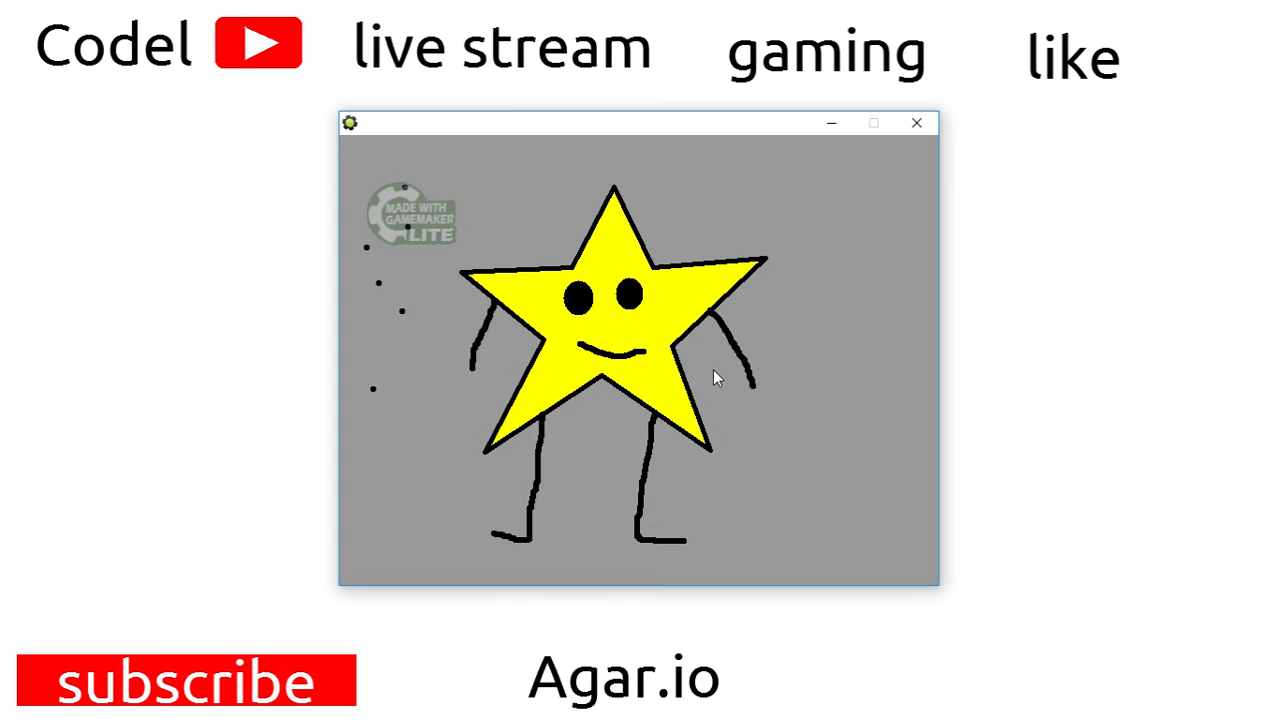 Codel live stream gaming like
MADE WITH
GAMEMAKER
LITE
subscribe Agar.io